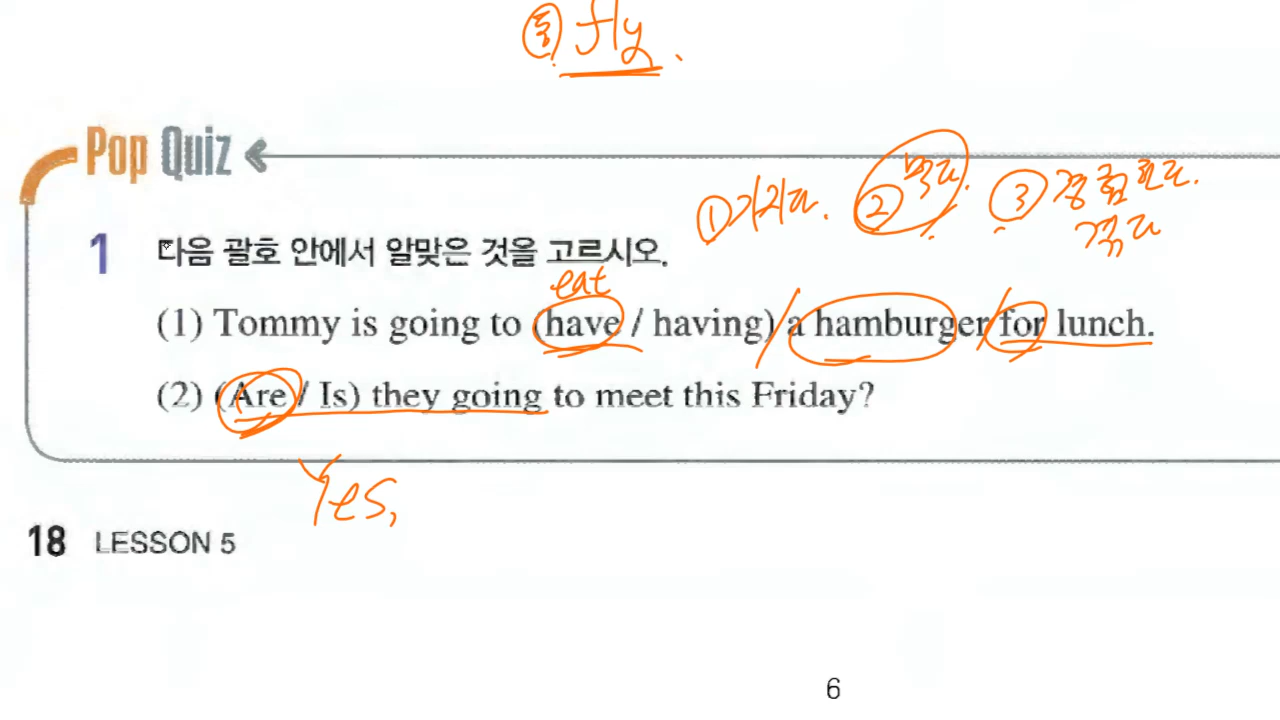 동 fly.
Pop Quiz
① 가지다. ② 먹다. ③ 경험하다.
겪다
1 다음 괄호 안에서 알맞은 것을 고르시오.
eat
(1) Tommy is going to (have / having) a hamburger for lunch.
(2) (Are / Is) they going to meet this Friday?
Yes,
18 LESSON 5
6